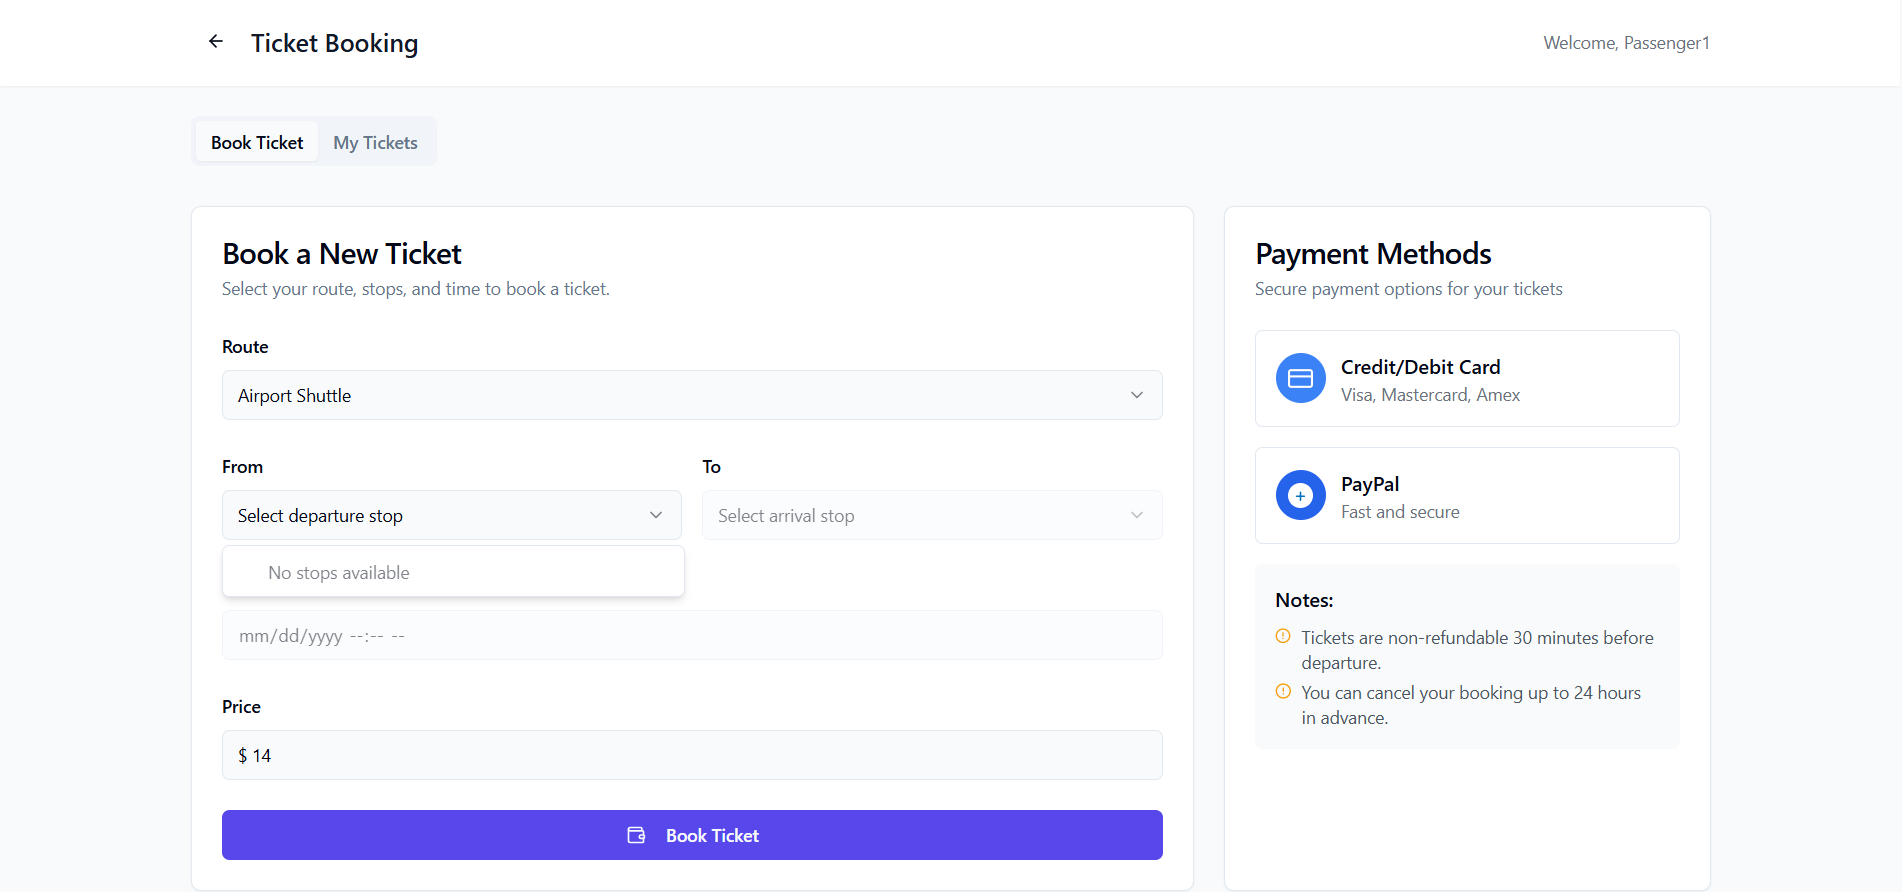 Ticket Booking
Welcome, Passenger1
Book Ticket
My Tickets
Book a New Ticket
Select your route, stops, and time to book a ticket.
Route
Airport Shuttle
From
To
Select departure stop
Select arrival stop
No stops available
mm/dd/yyyy --:-- --
Price
$ 14
Book Ticket
Payment Methods
Secure payment options for your tickets
Credit/Debit Card
Visa, Mastercard, Amex
PayPal
Fast and secure
Notes:
Tickets are non-refundable 30 minutes before
departure.
You can cancel your booking up to 24 hours
in advance.